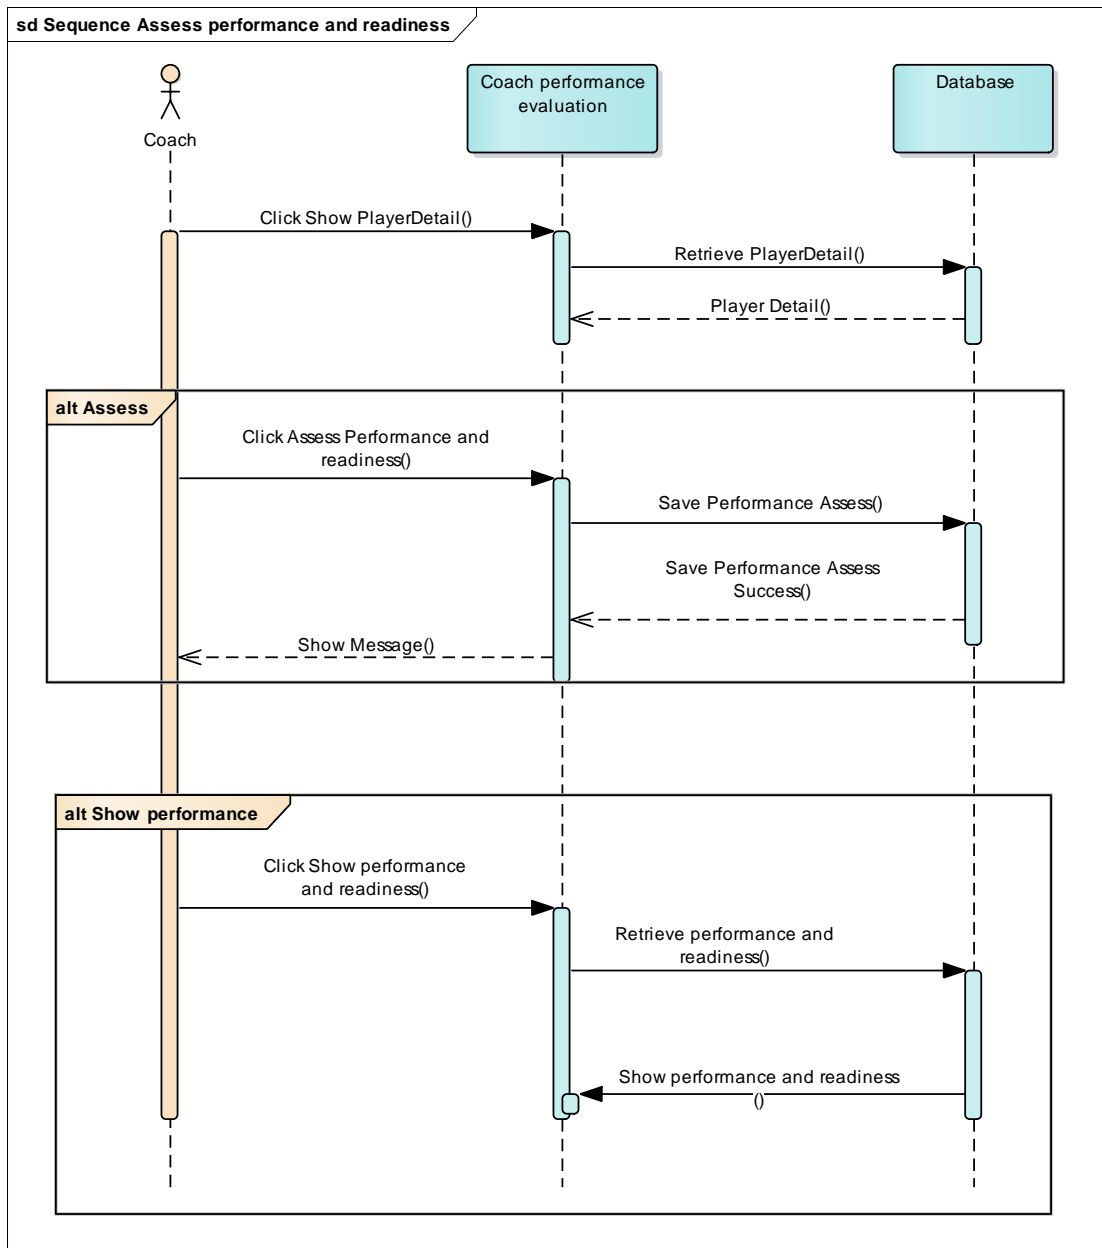 sd Sequence Assess performance and readiness
Coach performance
evaluation
Database
Coach
Click Show PlayerDetail()
Retrieve PlayerDetail()
Player Detail()
alt Assess
Click Assess Performance and
readiness()
Save Performance Assess()
Save Performance Assess
Success()
Show Message()
alt Show performance
Click Show performance
and readiness()
Retrieve performance and
readiness()
Show performance and readiness
()